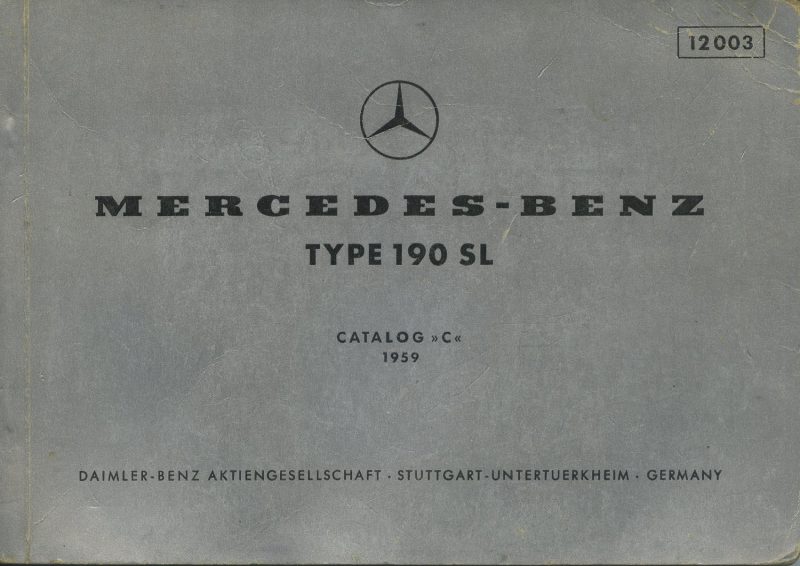 12003
MERCEDES-BENZ
TYPE 190 SL
CATALOG »C«
1959
DAIMLER-BENZ AKTIENGESELLSCHAFT · STUTTGART-UNTERTUERKHEIM · GERMANY